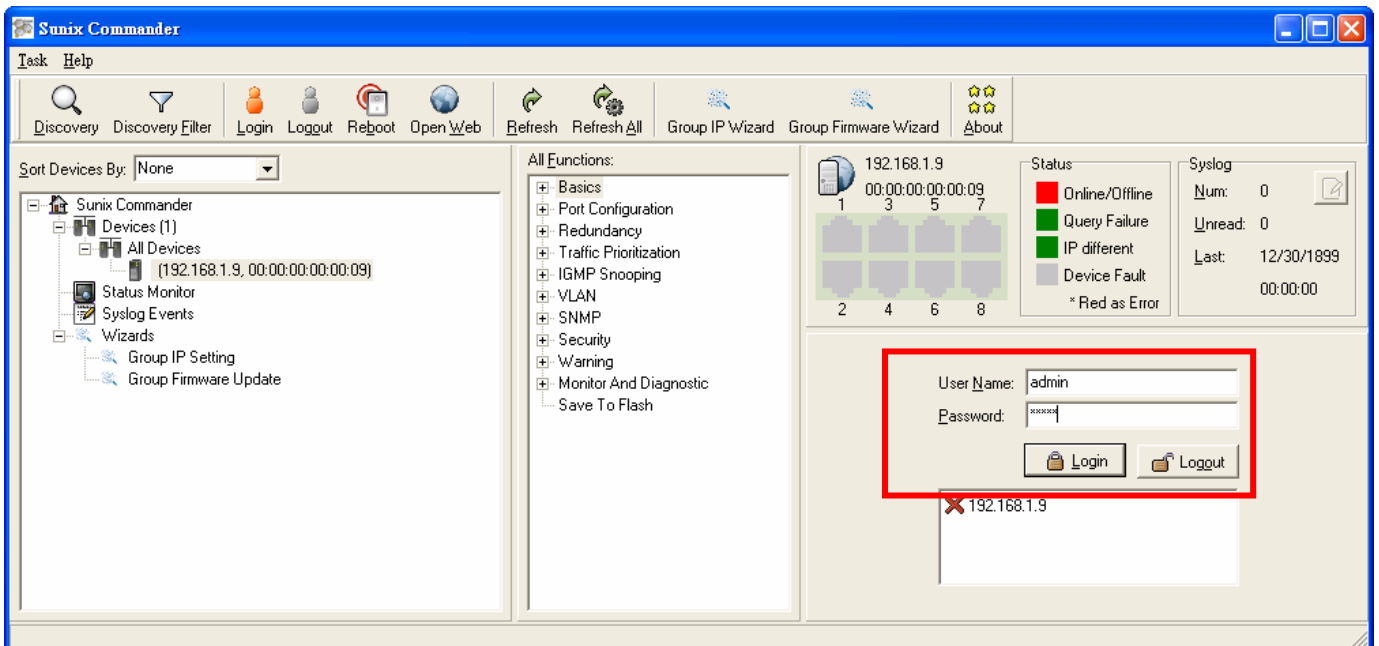 Sunix Commander
Task Help
Discovery Discovery Filter Login Logout Reboot Open Web Refresh Refresh All Group IP Wizard Group Firmware Wizard About
Sort Devices By: None
Sunix Commander
Devices (1)
All Devices
(192.168.1.9, 00:00:00:00:00:09)
Status Monitor
Syslog Events
Wizards
Group IP Setting
Group Firmware Update
All Functions:
Basics
Port Configuration
Redundancy
Traffic Prioritization
IGMP Snooping
VLAN
SNMP
Security
Warning
Monitor And Diagnostic
Save To Flash
192.168.1.9
00:00:00:00:00:09
1 3 5 7
2 4 6 8
Status
Online/Offline
Query Failure
IP different
Device Fault
* Red as Error
Syslog
Num: 0
Unread: 0
Last: 12/30/1899
00:00:00
User Name: admin
Password: *****
Login Logout
192.168.1.9